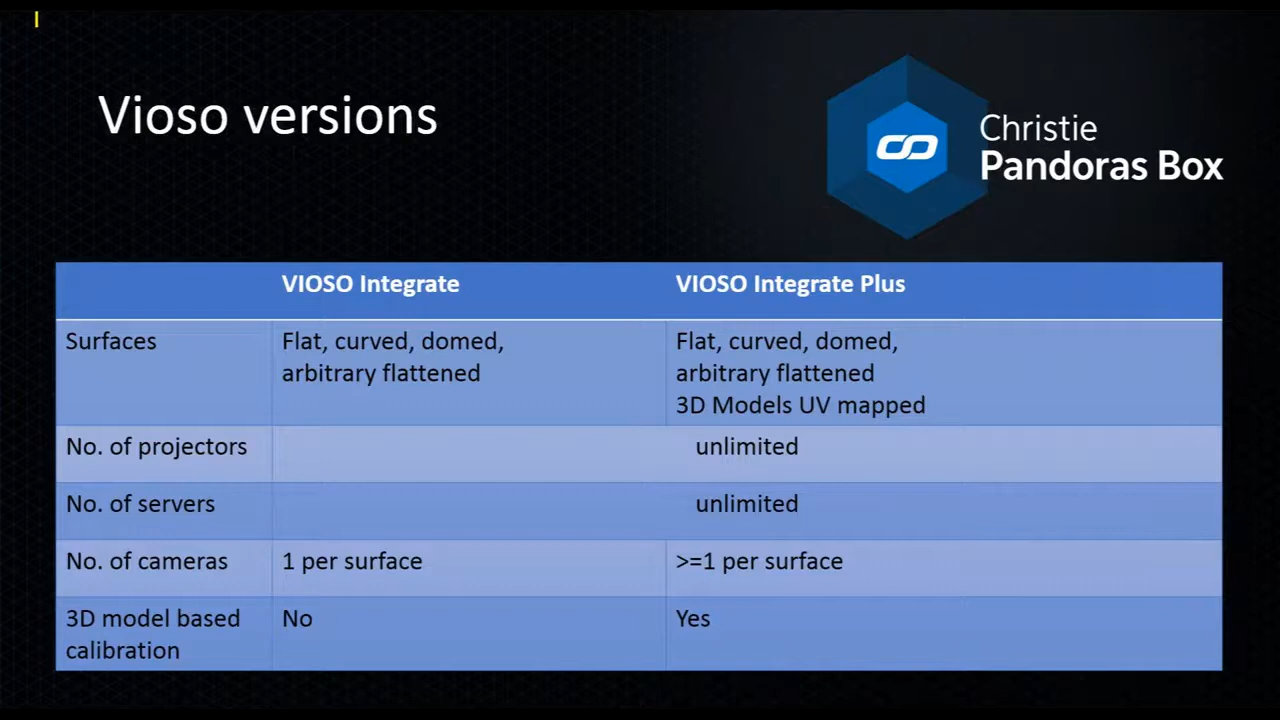 Vioso versions
Christie
Pandoras Box
VIOSO Integrate
VIOSO Integrate Plus
Surfaces
Flat, curved, domed,
arbitrary flattened
Flat, curved, domed,
arbitrary flattened
3D Models UV mapped
No. of projectors
unlimited
No. of servers
unlimited
No. of cameras
1 per surface
>=1 per surface
3D model based
calibration
No
Yes